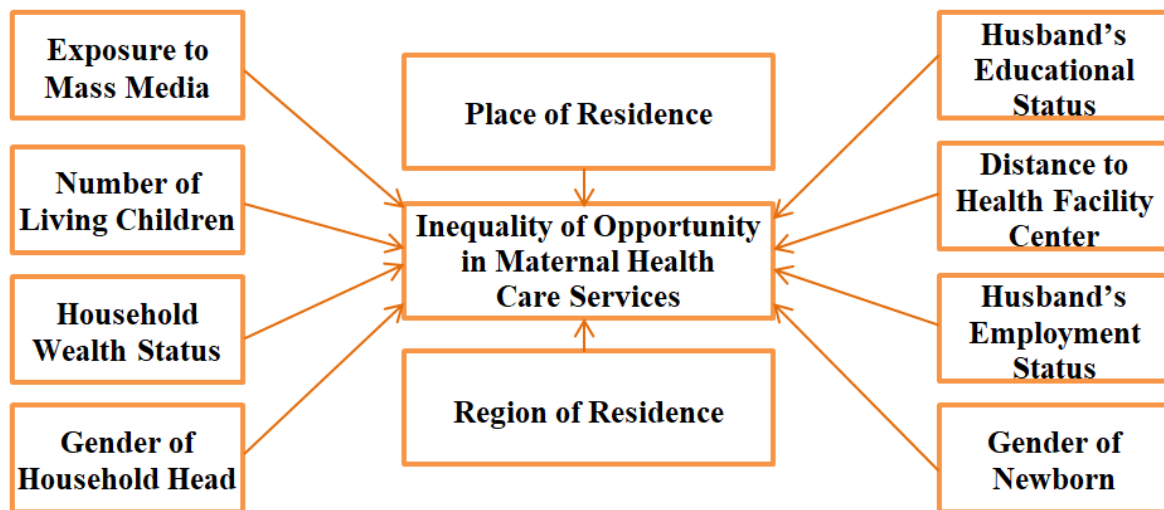 Exposure to
Mass Media
Number of
Living Children
Household
Wealth Status
Gender of
Household Head
Place of Residence
Inequality of Opportunity
in Maternal Health
Care Services
Region of Residence
Husband’s
Educational
Status
Distance to
Health Facility
Center
Husband’s
Employment
Status
Gender of
Newborn